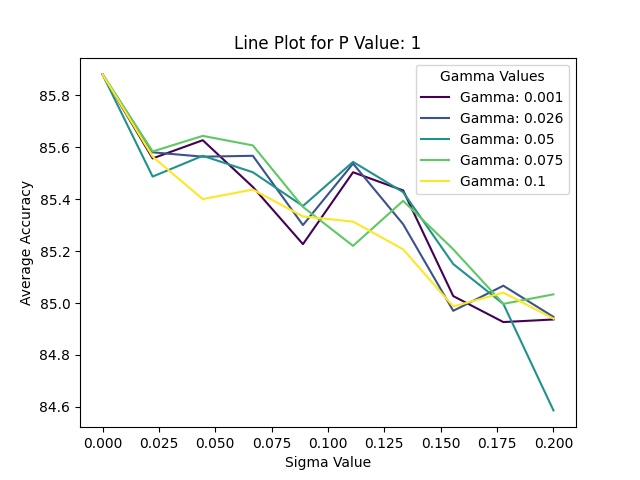 Line Plot for P Value: 1
Gamma Values
Gamma: 0.001
Gamma: 0.026
Gamma: 0.05
Gamma: 0.075
Gamma: 0.1
Average Accuracy
85.8
85.6
85.4
85.2
85.0
84.8
84.6
0.000 0.025 0.050 0.075 0.100 0.125 0.150 0.175 0.200
Sigma Value